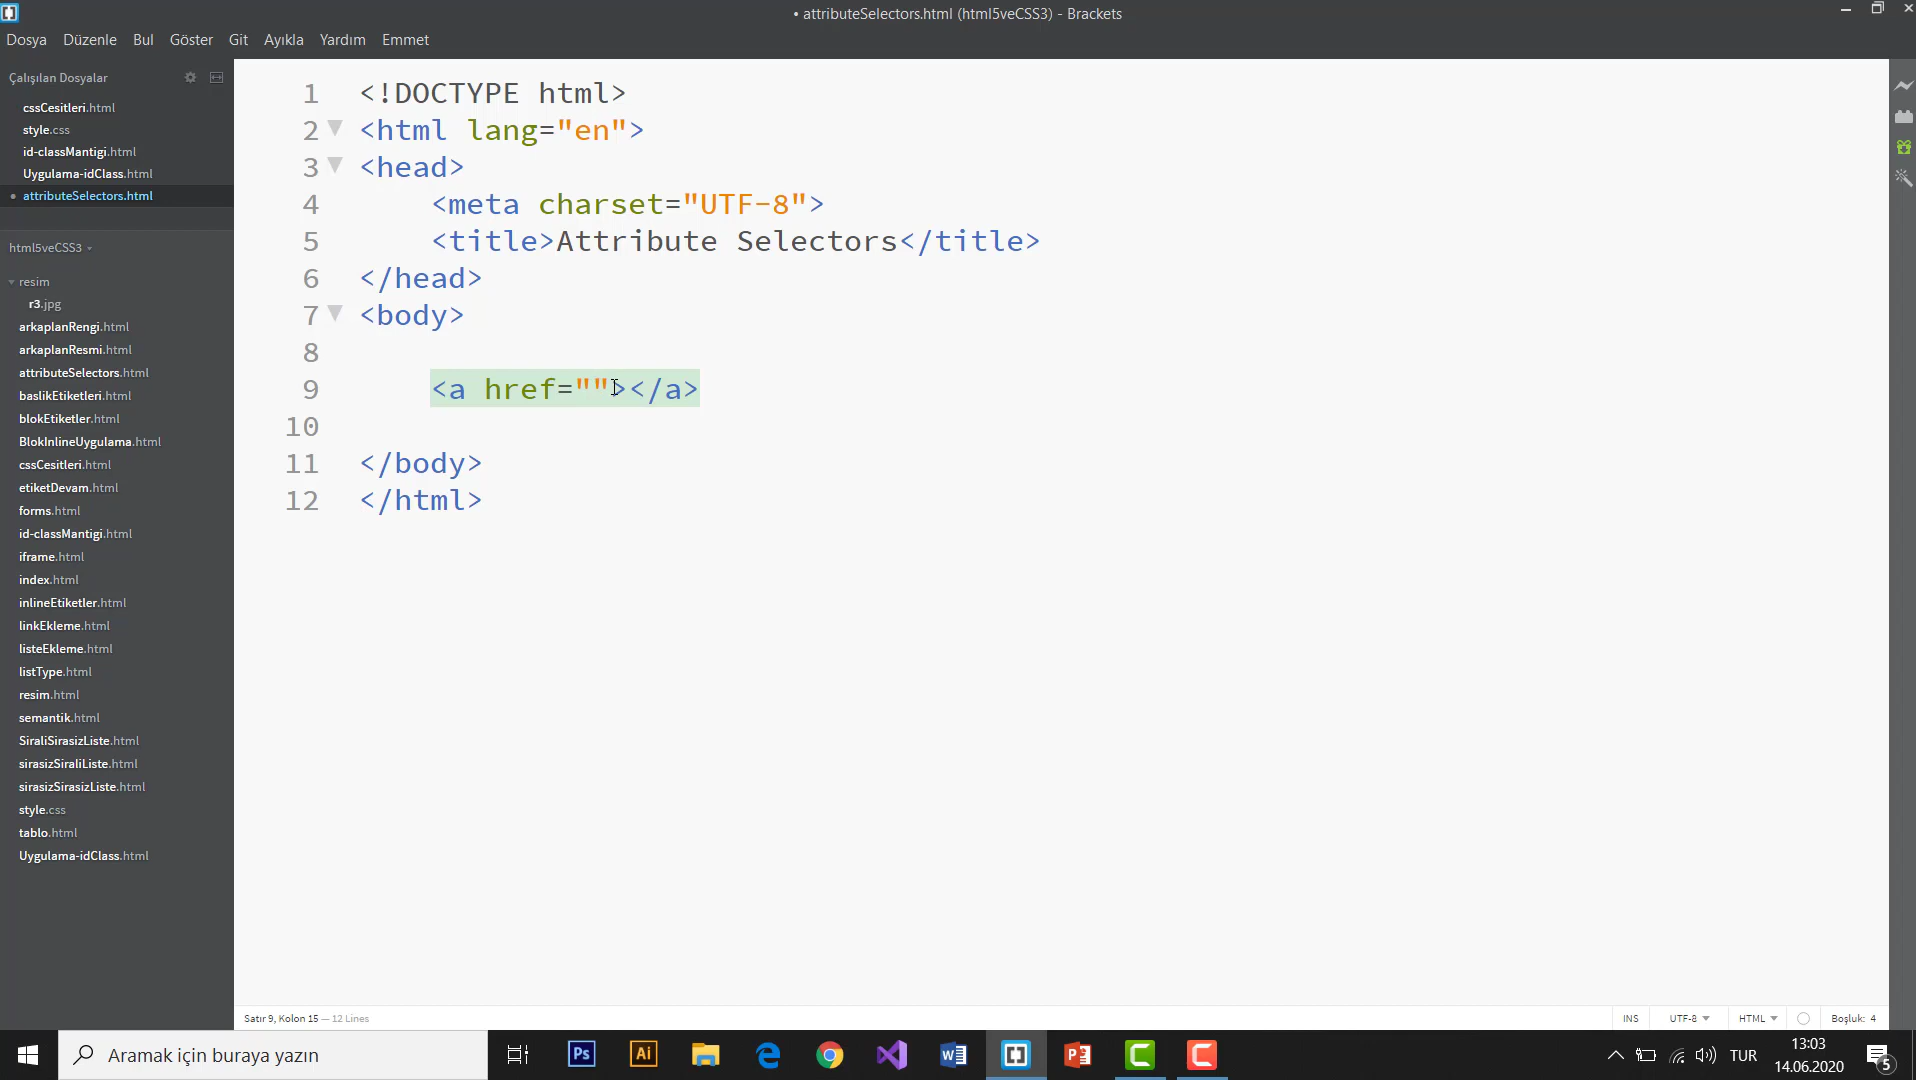 • attributeSelectors.html (html5veCSS3) - Brackets
Dosya Düzenle Bul Göster Git Ayıkla Yardım Emmet
Çalışılan Dosyalar
cssCesitleri.html
style.css
id-classMantigi.html
Uygulama-idClass.html
• attributeSelectors.html
html5veCSS3
resim
r3.jpg
arkaplanRengi.html
arkaplanResmi.html
attributeSelectors.html
baslikEtiketleri.html
blokEtiketler.html
BlokInlineUygulama.html
cssCesitleri.html
etiketDevam.html
forms.html
id-classMantigi.html
iframe.html
index.html
inlineEtiketler.html
linkEkleme.html
listeEkleme.html
listType.html
resim.html
semantik.html
SiraliSirasizListe.html
sirasizSiraliListe.html
sirasizSirasizListe.html
style.css
tablo.html
Uygulama-idClass.html
1 <!DOCTYPE html>
2 <html lang="en">
3 <head>
4 <meta charset="UTF-8">
5 <title>Attribute Selectors</title>
6 </head>
7 <body>
8
9 <a href=""></a>
10
11 </body>
12 </html>
Satır 9, Kolon 15 — 12 Lines
INS UTF-8 HTML Boşluk: 4
Aramak için buraya yazın
Ps
Ai
TUR
13:03
14.06.2020
5